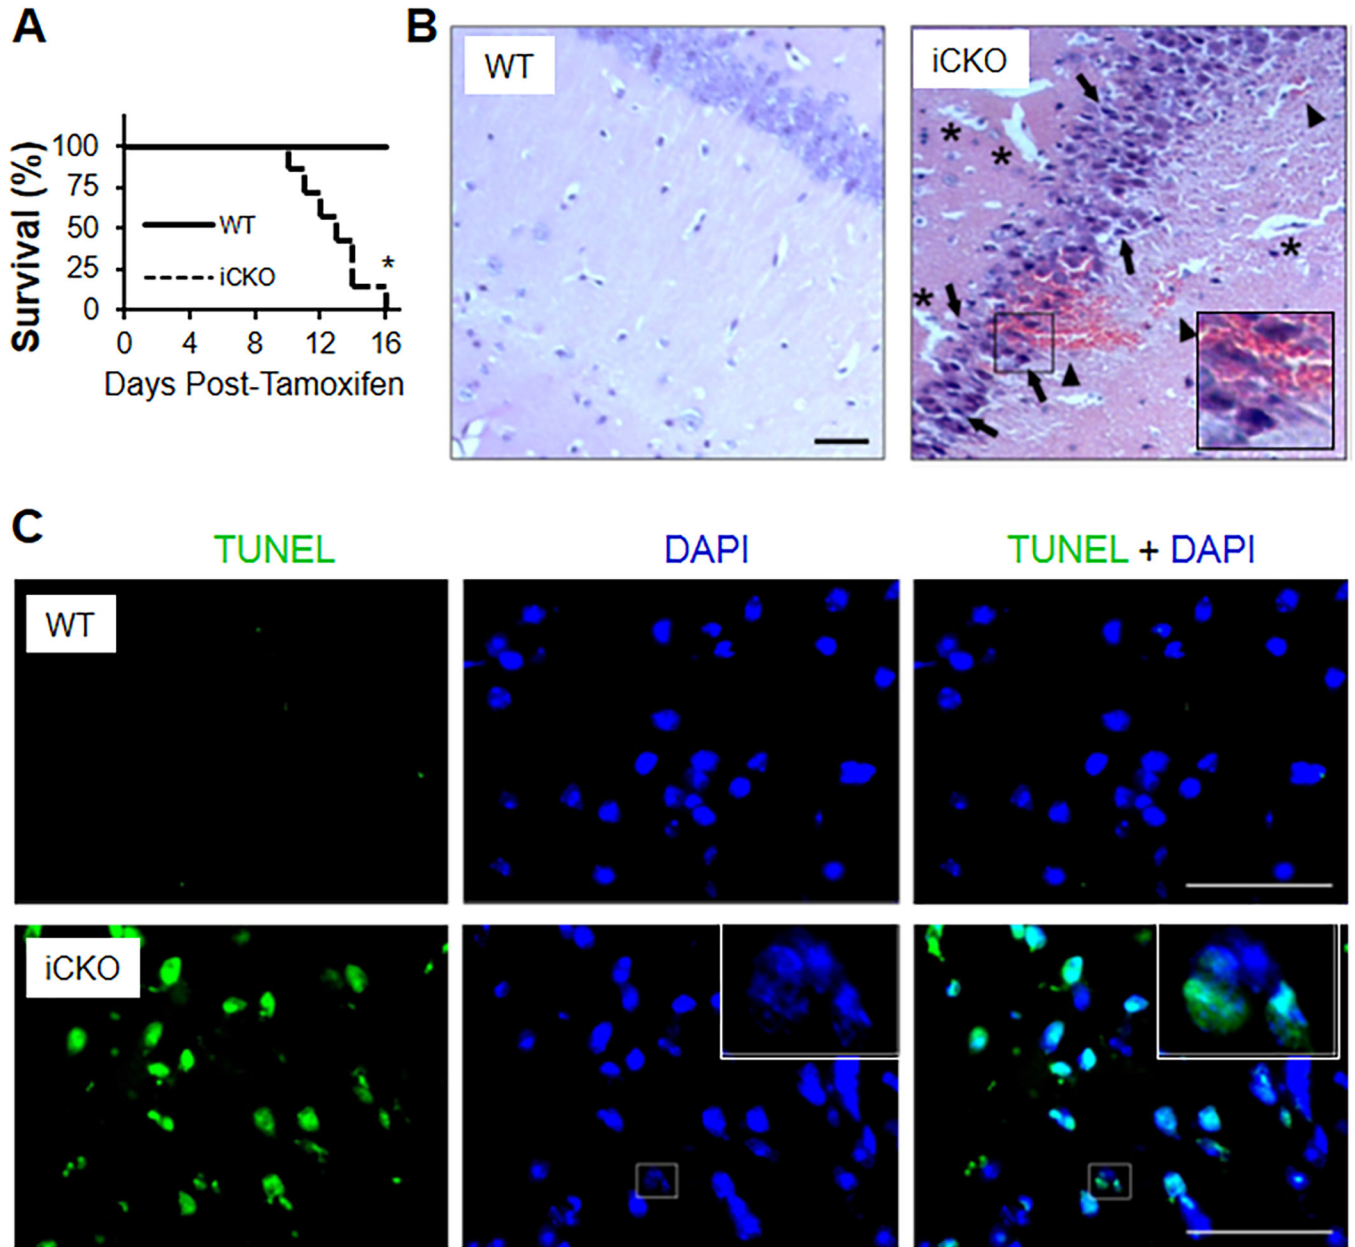 A
Survival (%)
100
75
50
25
0
WT
iCKO
*
0 4 8 12 16
Days Post-Tamoxifen
B
WT
iCKO
*
*
*
*
C
TUNEL
DAPI
TUNEL + DAPI
WT
iCKO